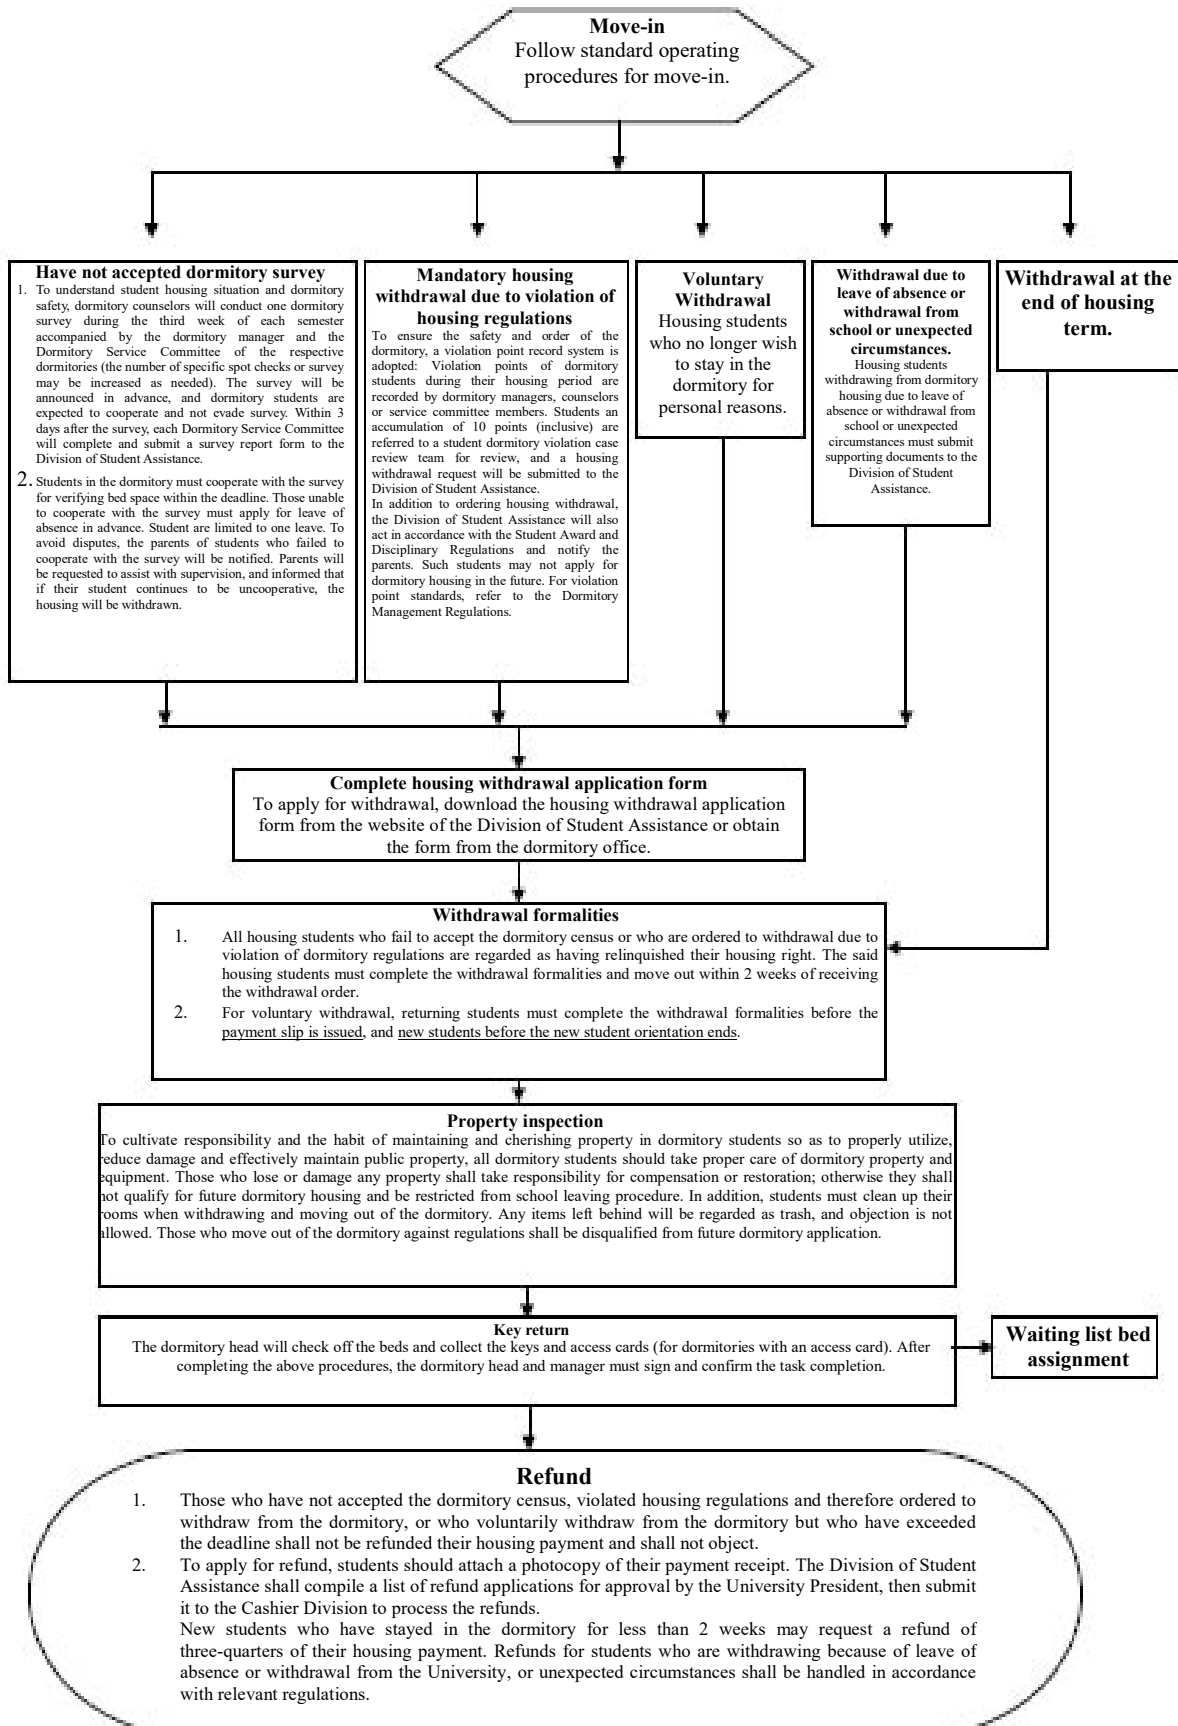 Move-in
Follow standard operating
procedures for move-in.
Have not accepted dormitory survey
1. To understand student housing situation and dormitory
safety, dormitory counselors will conduct one dormitory
survey during the third week of each semester
accompanied by the dormitory manager and the
Dormitory Service Committee of the respective
dormitories (the number of specific spot checks or survey
may be increased as needed). The survey will be
announced in advance, and dormitory students are
expected to cooperate and not evade survey. Within 3
days after the survey, each Dormitory Service Committee
will complete and submit a survey report form to the
Division of Student Assistance.
2. Students in the dormitory must cooperate with the survey
for verifying bed space within the deadline. Those unable
to cooperate with the survey must apply for leave of
absence in advance. Student are limited to one leave. To
avoid disputes, the parents of students who failed to
cooperate with the survey will be notified. Parents will
be requested to assist with supervision, and informed that
if their student continues to be uncooperative, the
housing will be withdrawn.
Mandatory housing
withdrawal due to violation of
housing regulations
To ensure the safety and order of the
dormitory, a violation point record system is
adopted: Violation points of dormitory
students during their housing period are
recorded by dormitory managers, counselors
or service committee members. Students an
accumulation of 10 points (inclusive) are
referred to a student dormitory violation case
review team for review, and a housing
withdrawal request will be submitted to the
Division of Student Assistance.
In addition to ordering housing withdrawal,
the Division of Student Assistance will also
act in accordance with the Student Award and
Disciplinary Regulations and notify the
parents. Such students may not apply for
dormitory housing in the future. For violation
point standards, refer to the Dormitory
Management Regulations.
Voluntary
Withdrawal
Housing students
who no longer wish
to stay in the
dormitory for
personal reasons.
Withdrawal due to
leave of absence or
withdrawal from
school or unexpected
circumstances.
Housing students
withdrawing from dormitory
housing due to leave of
absence or withdrawal from
school or unexpected
circumstances must submit
supporting documents to the
Division of Student
Assistance.
Withdrawal at the
end of housing
term.
Complete housing withdrawal application form
To apply for withdrawal, download the housing withdrawal application
form from the website of the Division of Student Assistance or obtain
the form from the dormitory office.
Withdrawal formalities
1. All housing students who fail to accept the dormitory census or who are ordered to withdrawal due to
violation of dormitory regulations are regarded as having relinquished their housing right. The said
housing students must complete the withdrawal formalities and move out within 2 weeks of receiving
the withdrawal order.
2. For voluntary withdrawal, returning students must complete the withdrawal formalities before the
payment slip is issued, and new students before the new student orientation ends.
Property inspection
To cultivate responsibility and the habit of maintaining and cherishing property in dormitory students so as to properly utilize,
reduce damage and effectively maintain public property, all dormitory students should take proper care of dormitory property and
equipment. Those who lose or damage any property shall take responsibility for compensation or restoration; otherwise they shall
not qualify for future dormitory housing and be restricted from school leaving procedure. In addition, students must clean up their
rooms when withdrawing and moving out of the dormitory. Any items left behind will be regarded as trash, and objection is not
allowed. Those who move out of the dormitory against regulations shall be disqualified from future dormitory application.
Key return
The dormitory head will check off the beds and collect the keys and access cards (for dormitories with an access card). After
completing the above procedures, the dormitory head and manager must sign and confirm the task completion.
Waiting list bed
assignment
Refund
1. Those who have not accepted the dormitory census, violated housing regulations and therefore ordered to
withdraw from the dormitory, or who voluntarily withdraw from the dormitory but who have exceeded
the deadline shall not be refunded their housing payment and shall not object.
2. To apply for refund, students should attach a photocopy of their payment receipt. The Division of Student
Assistance shall compile a list of refund applications for approval by the University President, then submit
it to the Cashier Division to process the refunds.
New students who have stayed in the dormitory for less than 2 weeks may request a refund of
three-quarters of their housing payment. Refunds for students who are withdrawing because of leave of
absence or withdrawal from the University, or unexpected circumstances shall be handled in accordance
with relevant regulations.